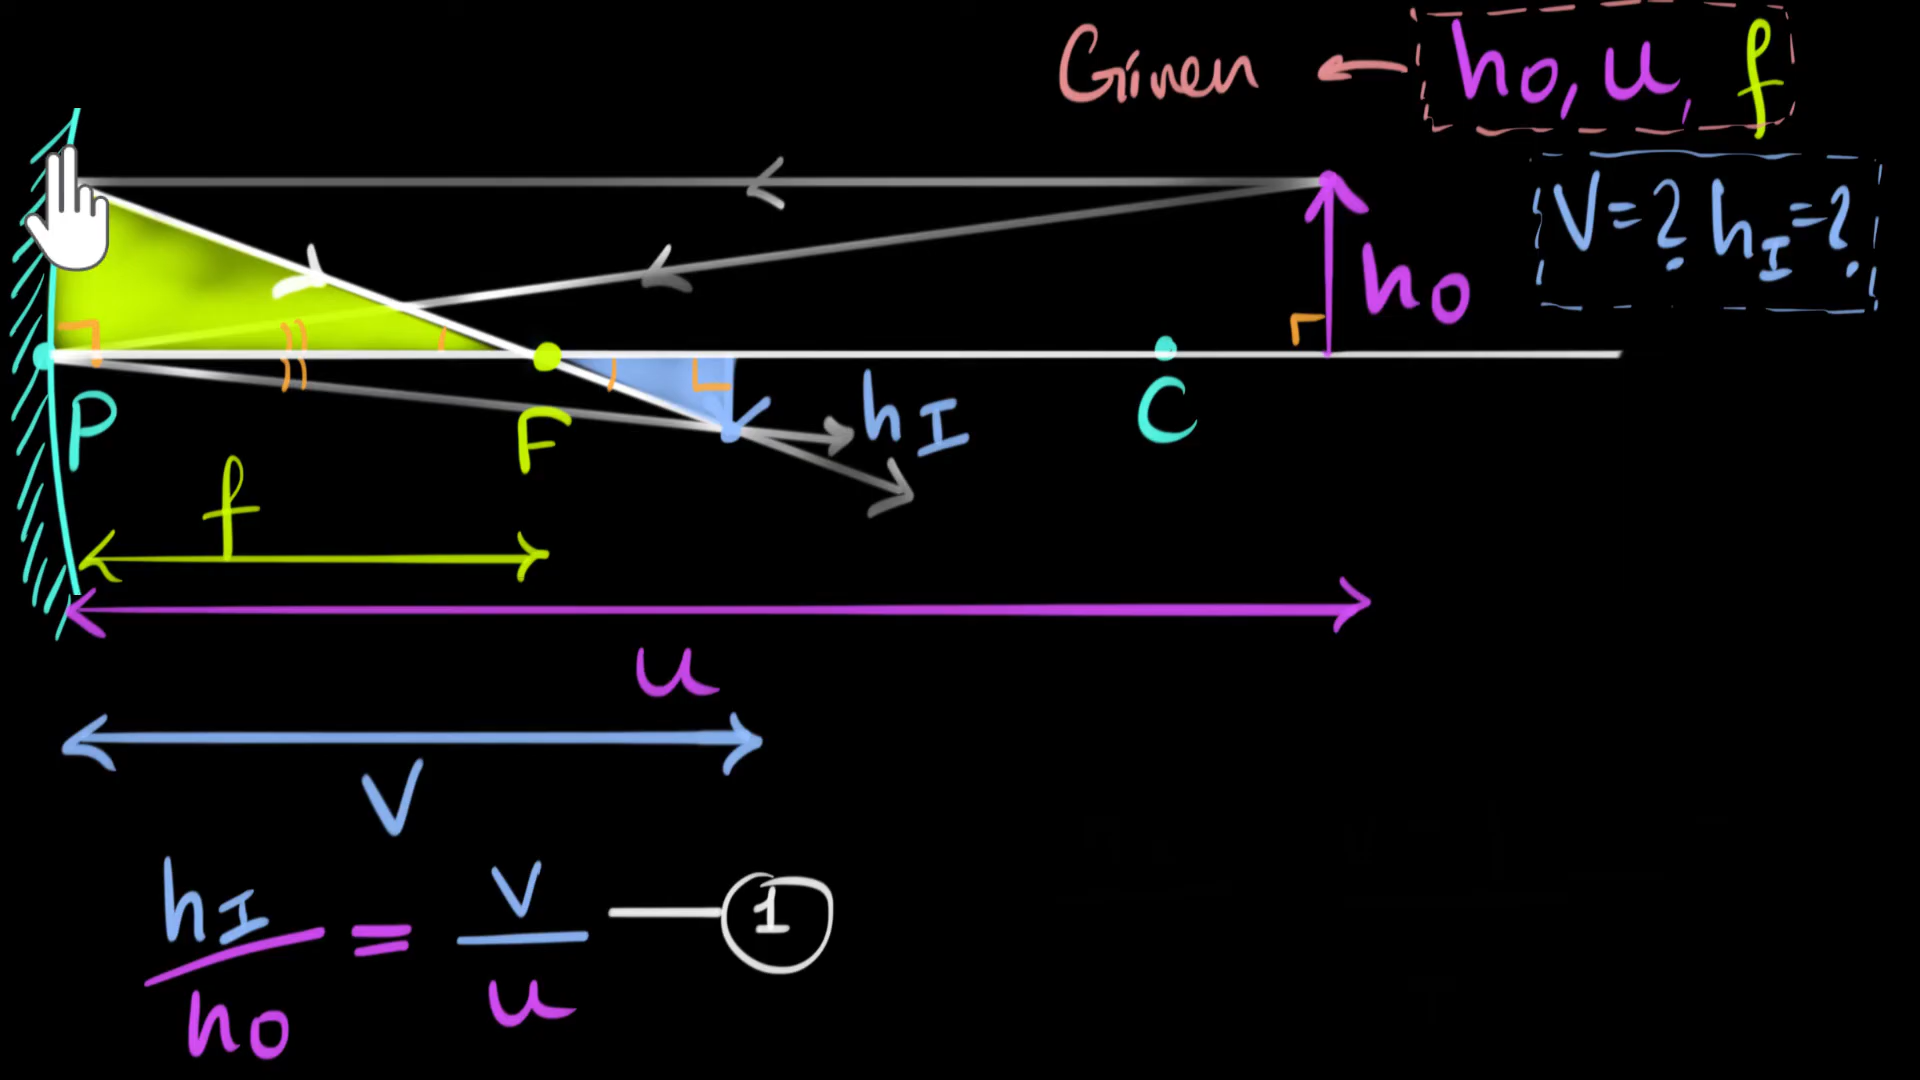 Given ← ho, u, f
V=? hI=?
ho
hI
P
F
C
f
u
V
hI/ho = v/u — 1